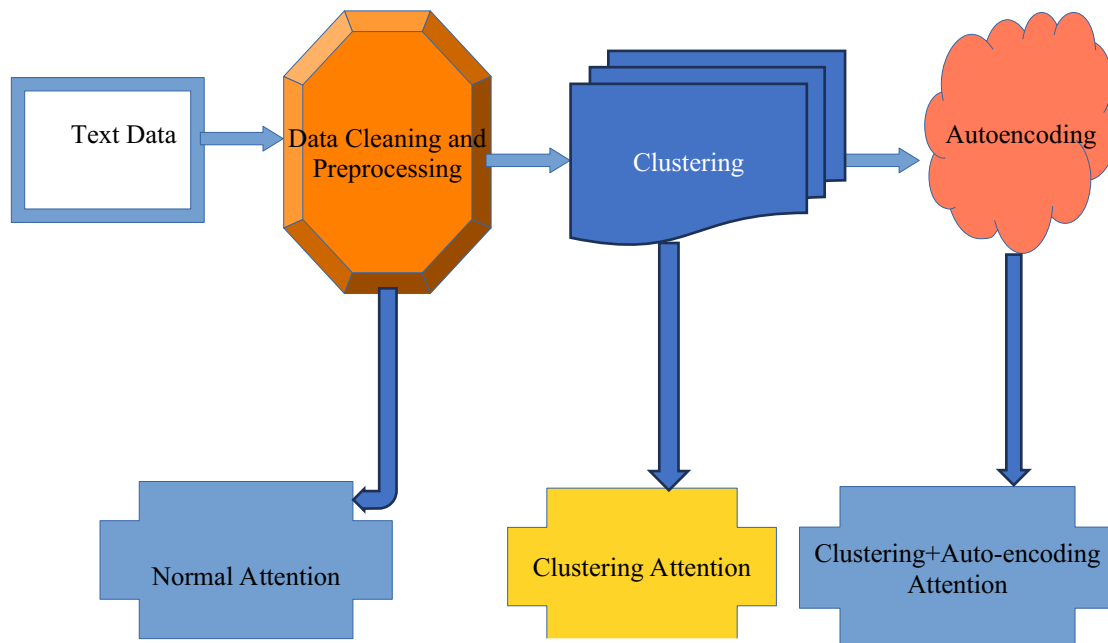 Text Data
Data Cleaning and
Preprocessing
Clustering
Autoencoding
Normal Attention
Clustering Attention
Clustering+Auto-encoding
Attention